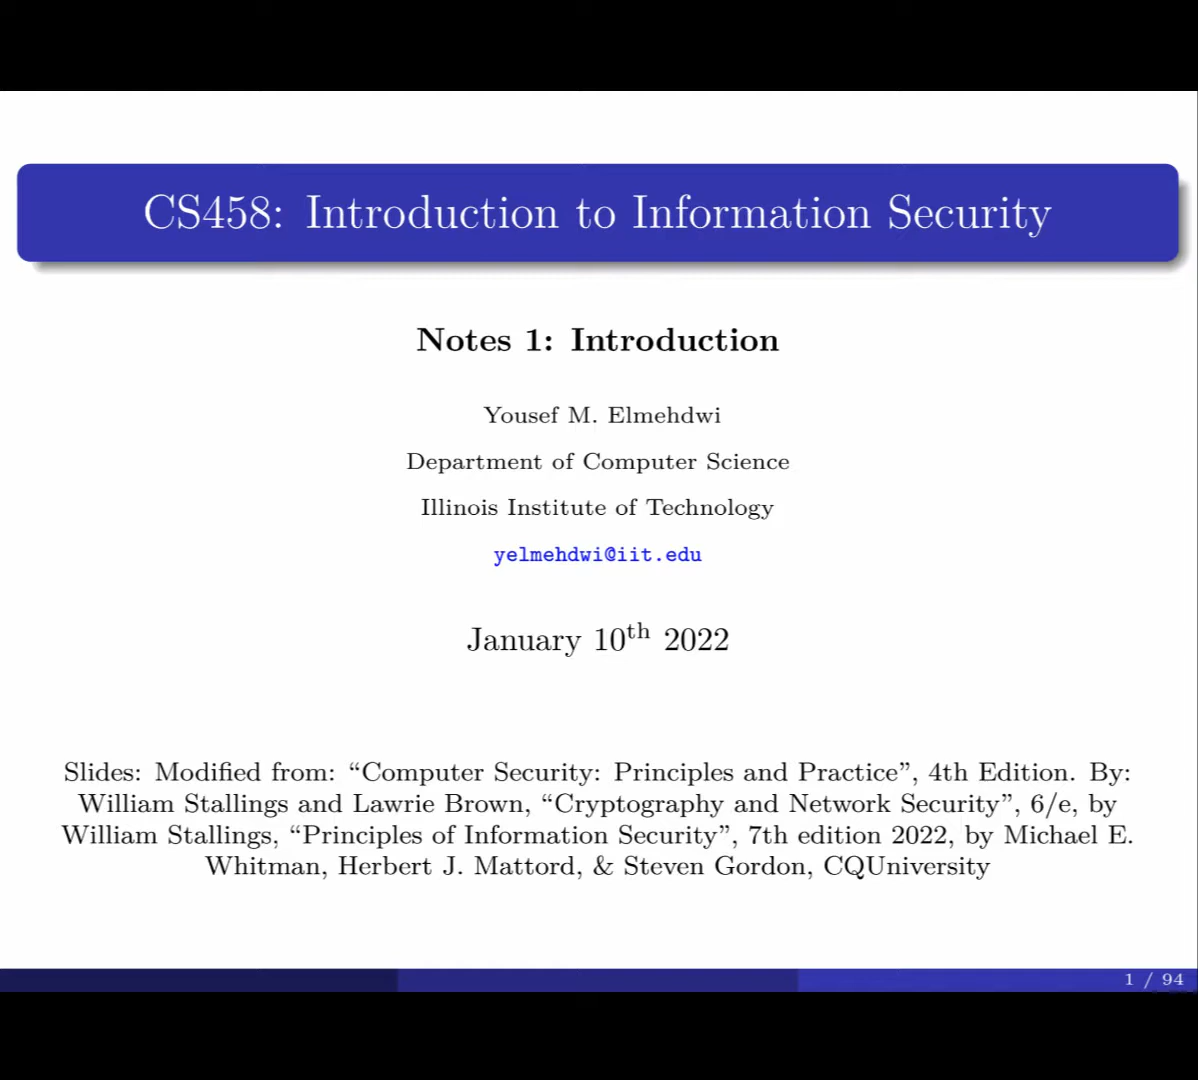 CS458: Introduction to Information Security
Notes 1: Introduction
Yousef M. Elmehdwi
Department of Computer Science
Illinois Institute of Technology
yelmehdwi@iit.edu
January 10th 2022
Slides: Modified from: “Computer Security: Principles and Practice”, 4th Edition. By:
William Stallings and Lawrie Brown, “Cryptography and Network Security”, 6/e, by
William Stallings, “Principles of Information Security”, 7th edition 2022, by Michael E.
Whitman, Herbert J. Mattord, & Steven Gordon, CQUniversity
1 / 94